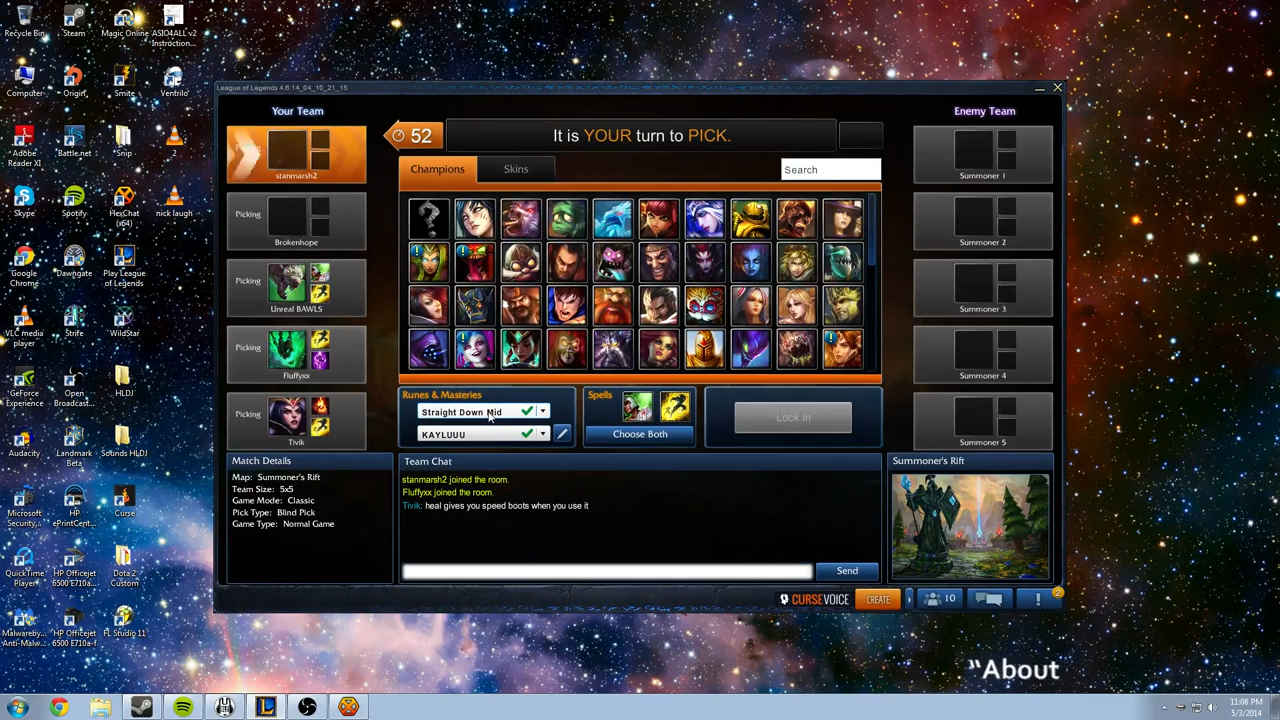 Recycle Bin
Steam
Magic Online
ASIO4ALL v2 Instruction...
Computer
Origin
Smite
Ventrilo
Adobe Reader XI
Battle.net
Snip
2
Skype
Spotify
HexChat (x64)
nick laugh
Google Chrome
Dawngate
Play League of Legends
VLC media player
Strife
WildStar
GeForce Experience
Open Broadcast...
HLDJ
Audacity
Landmark Beta
Sounds HLDJ
Microsoft Security...
HP ePrintCent...
Curse
QuickTime Player
HP Officejet 6500 E710a...
Dota 2 Custom
Malwareby... Anti-Malw...
HP Officejet 6500 E710a-f
FL Studio 11
League of Legends 4.6.14_04_10_21_15
Your Team
52
It is YOUR turn to PICK.
Enemy Team
Champions
Skins
Search
stanmarsh2
Picking
Brokenhope
Picking
Unreal BAWLS
Picking
Fluffyxx
Picking
Tivik
Summoner 1
Summoner 2
Summoner 3
Summoner 4
Summoner 5
Runes & Masteries
Straight Down Mid
KAYLUUU
Spells
Choose Both
Lock In
Match Details
Map: Summoner's Rift
Team Size: 5x5
Game Mode: Classic
Pick Type: Blind Pick
Game Type: Normal Game
Team Chat
stanmarsh2 joined the room.
Fluffyxx joined the room.
Tivik: heal gives you speed boots when you use it
Send
Summoner's Rift
CURSEVOICE
CREATE
10
2
"About
11:08 PM
5/3/2014